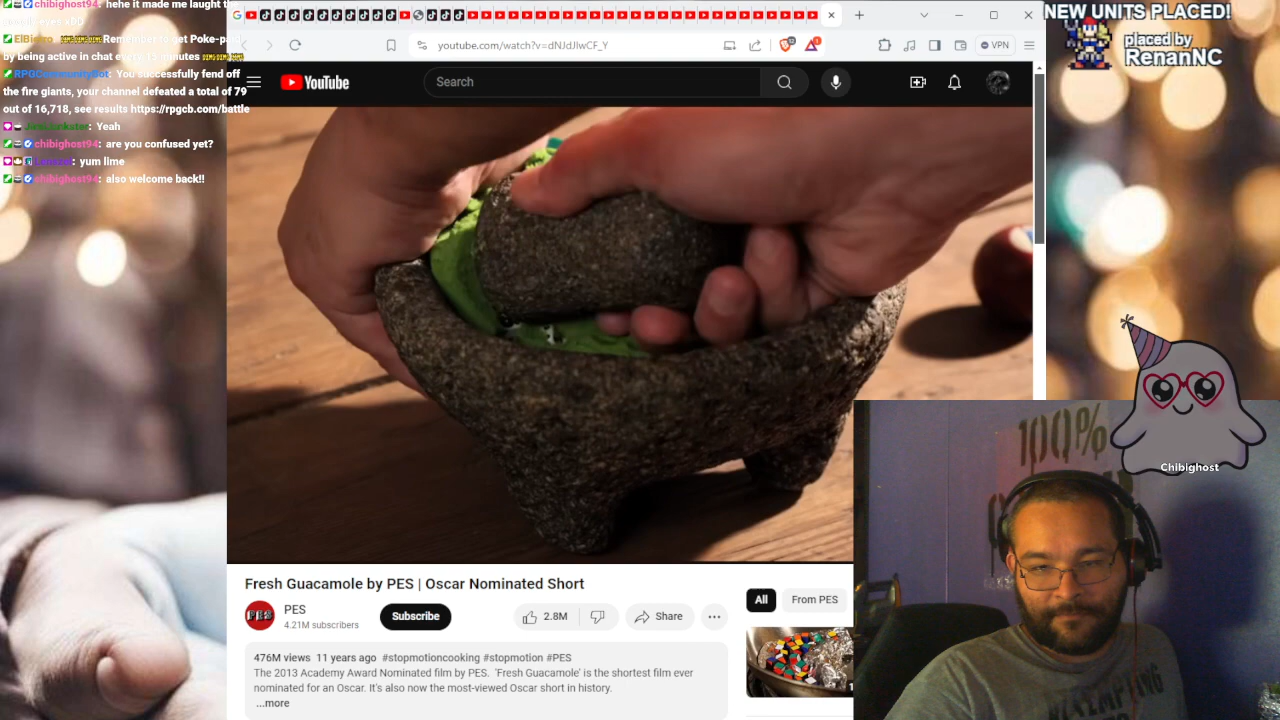 chibighost94: hehe it made me laught t
ElBierro
Remember to get Poke-paid
by being active in chat every 15 minutes
RPGCommunityBot: You successfully fend off
the fire giants, your channel defeated a total of 79
out of 16,718, see results https://rpgcb.com/battle
: Yeah
chibighost94: are you confused yet?
: yum lime
chibighost94: also welcome back!!
youtube.com/watch?v=dNJdJIwCF_Y
VPN
YouTube
Search
NEW UNITS PLACED!
placed by
RenanNC
100%
Chibighost
Fresh Guacamole by PES | Oscar Nominated Short
PES
4.21M subscribers
Subscribe
2.8M
Share
All
From PES
476M views 11 years ago #stopmotioncooking #stopmotion #PES
The 2013 Academy Award Nominated film by PES. 'Fresh Guacamole' is the shortest film ever
nominated for an Oscar. It's also now the most-viewed Oscar short in history.
...more